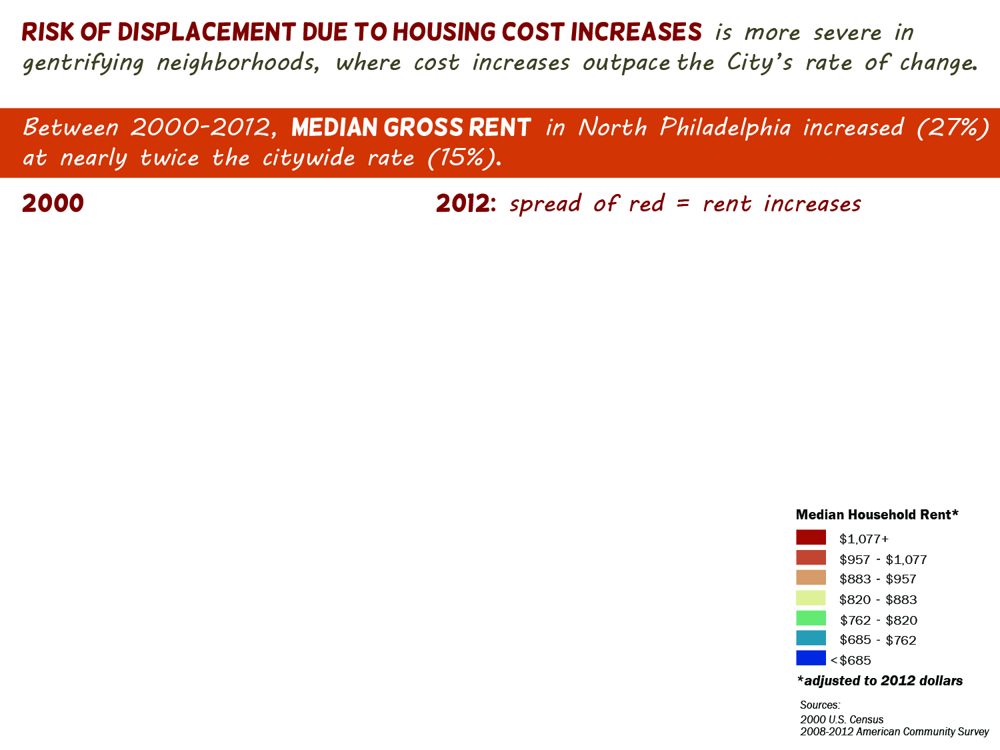 RISK OF DISPLACEMENT DUE TO HOUSING COST INCREASES is more severe in
gentrifying neighborhoods, where cost increases outpace the City's rate of change.
Between 2000-2012, MEDIAN GROSS RENT in North Philadelphia increased (27%)
at nearly twice the citywide rate (15%).
2000
2012: spread of red = rent increases
Median Household Rent*
$1,077+
$957 - $1,077
$883 - $957
$820 - $883
$762 - $820
$685 - $762
<$685
*adjusted to 2012 dollars
Sources:
2000 U.S. Census
2008-2012 American Community Survey